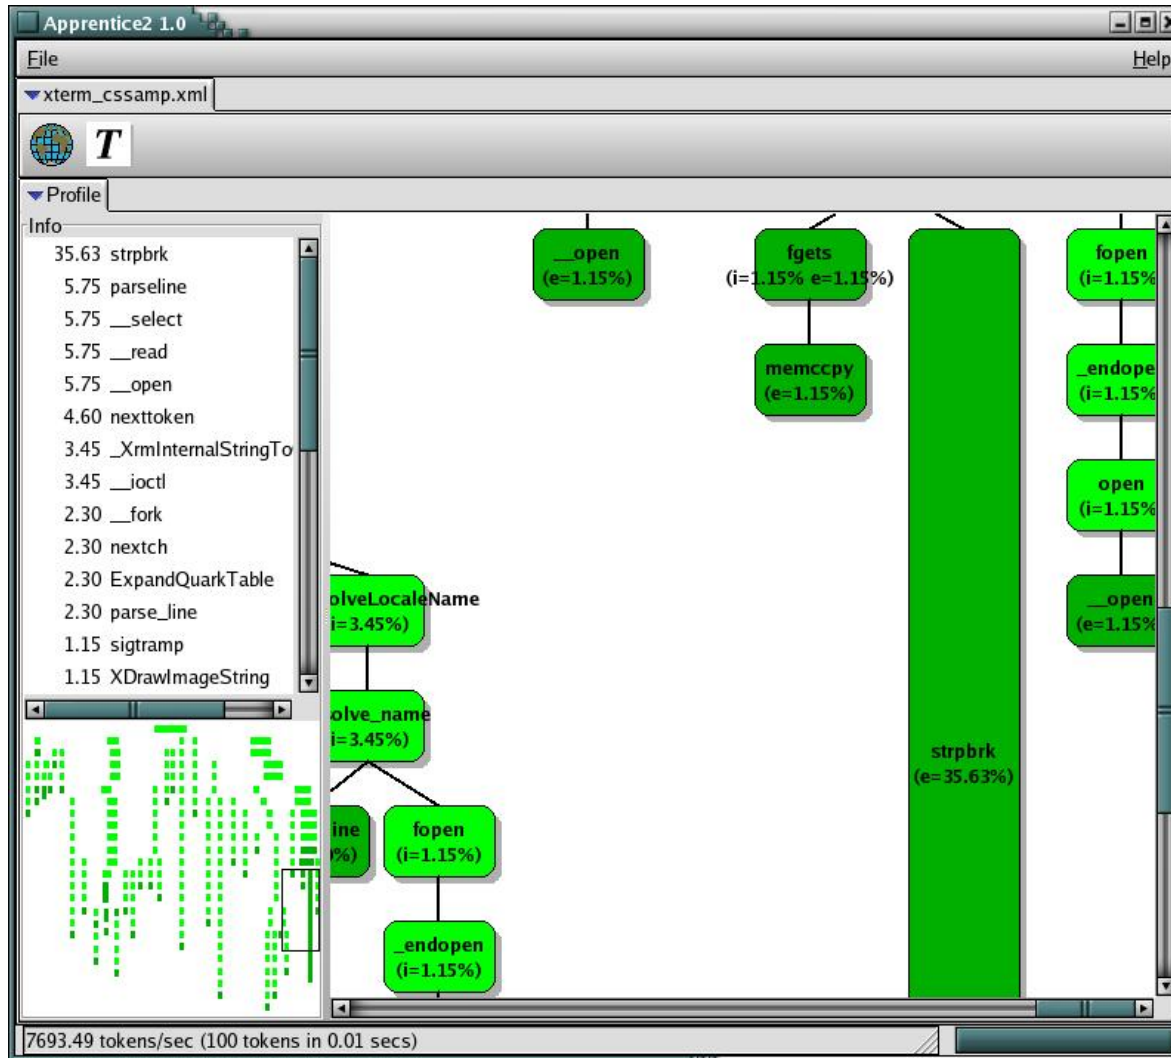 Apprentice2 1.0
File
Help
xterm_cssamp.xml
T
Profile
Info
35.63 strpbrk
5.75 parseline
5.75 __select
5.75 __read
5.75 __open
4.60 nexttoken
3.45 _XrmInternalStringTo
3.45 __ioctl
2.30 __fork
2.30 nextch
2.30 ExpandQuarkTable
2.30 parse_line
1.15 sigtramp
1.15 XDrawImageString
__open
(e=1.15%)
fgets
(i=1.15% e=1.15%)
memccpy
(e=1.15%)
fopen
(i=1.15%
_endope
(i=1.15%
open
(i=1.15%
__open
(e=1.15%
olveLocaleName
i=3.45%)
solve_name
i=3.45%)
ine
%)
fopen
(i=1.15%)
_endopen
(i=1.15%)
strpbrk
(e=35.63%)
7693.49 tokens/sec (100 tokens in 0.01 secs)